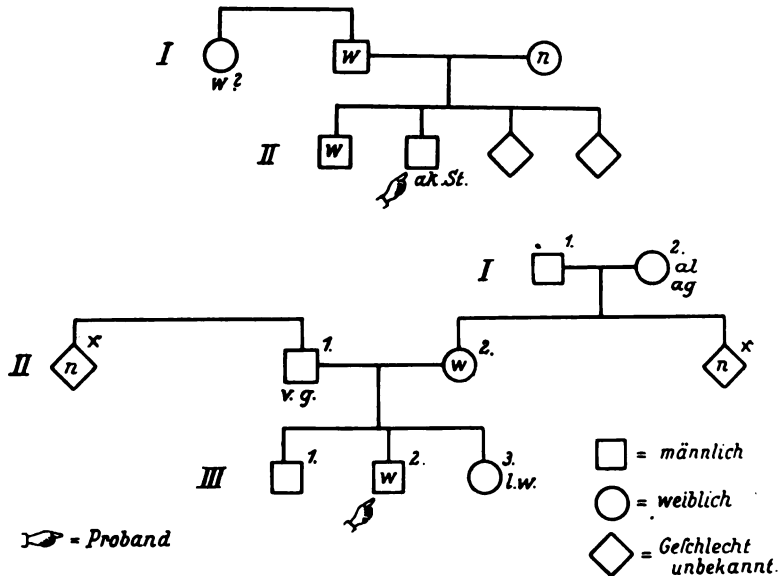 I w? w n
II w ak.St.
I 1. 2. al
ag
II n x 1. w 2. n x
v. g.
III 1. w 2. 3.
l.w.
= männlich
= weiblich
= Proband
= Geſchlecht
unbekannt.